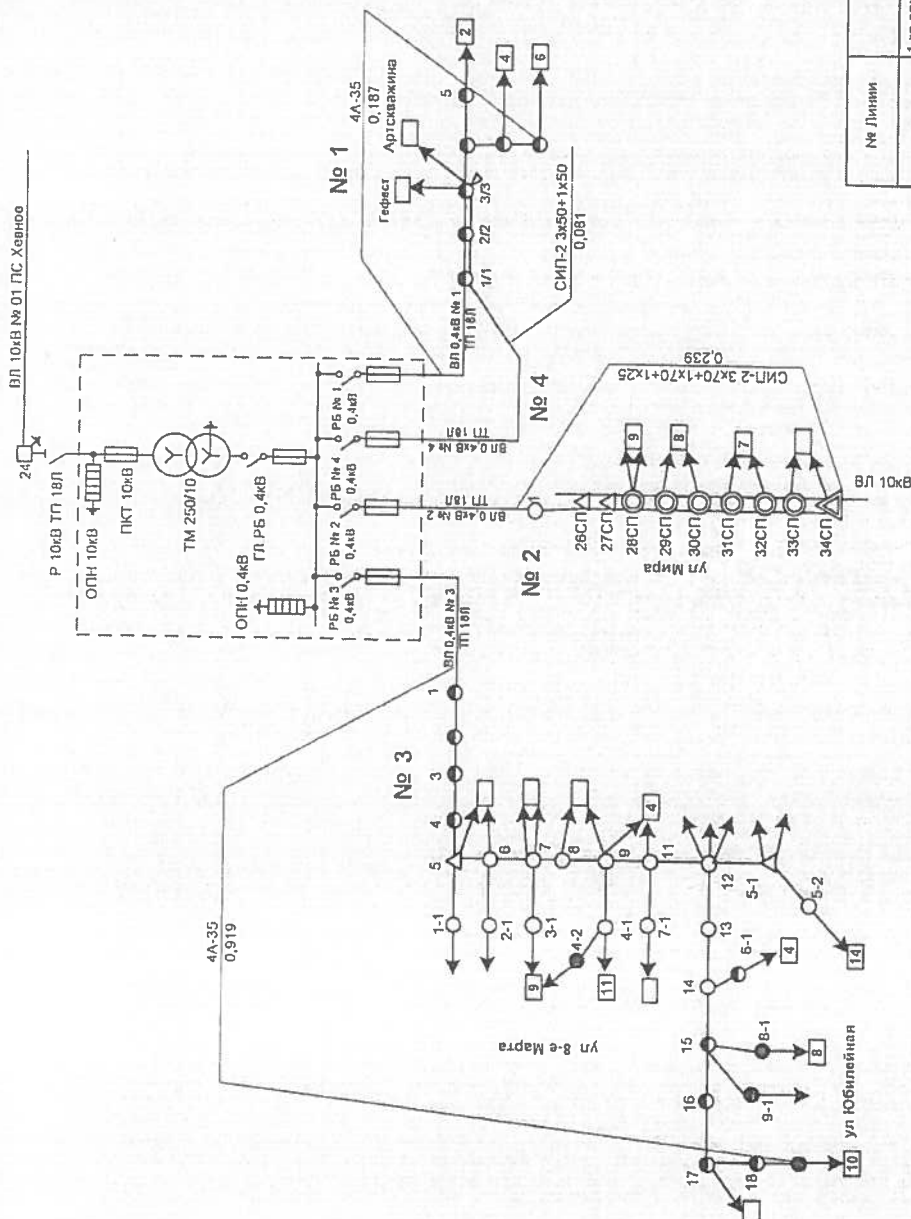 ВЛ 10кВ № 01 ПС Хевное
24
Р 10кВ ТП 18Л
ОПН 10кВ
ПКТ 10кВ
ТМ 250/10
ГЛ РБ 0,4кВ
ОПН 0,4кВ
РБ № 3
0,4кВ
РБ № 2
0,4кВ
РБ № 4
0,4кВ
РБ № 1
0,4кВ
ВЛ 0,4кВ № 3
ТП 18Л
ВЛ 0,4кВ № 2
ТП 18Л
ВЛ 0,4кВ № 4
ТП 18Л
ВЛ 0,4кВ № 1
ТП 18Л
№ 1
4А-35
0,187
Артскважина
Гефест
1/1
2/2
3/3
5
2
4
6
СИП-2 3х50+1х50
0,081
№ 4
№ 2
СИП-2 3х70+1х70+1х25
0,239
1
26СП
27СП
28СП
29СП
30СП
31СП
32СП
33СП
34СП
9
8
7
ул Мира
ВЛ 10кВ
№ 3
4А-35
0,919
1
3
4
5
6
7
8
9
11
4
1-1
2-1
3-1
4-2
4-1
7-1
9
11
ул 8-е Марта
12
5-1
5-2
14
13
14
6-1
4
15
8-1
8
9-1
16
17
18
10
ул Юбилейная
№ Линии